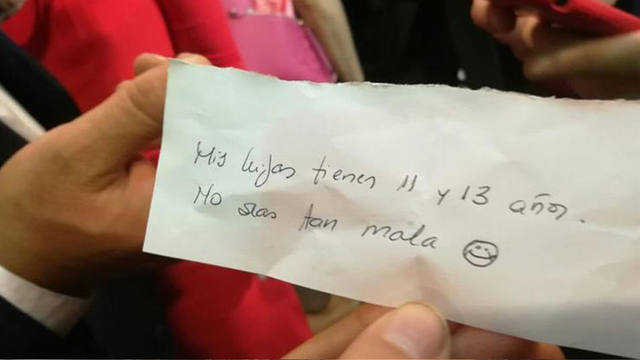 Mis hijas tienen 11 y 13 años.
No seas tan mala